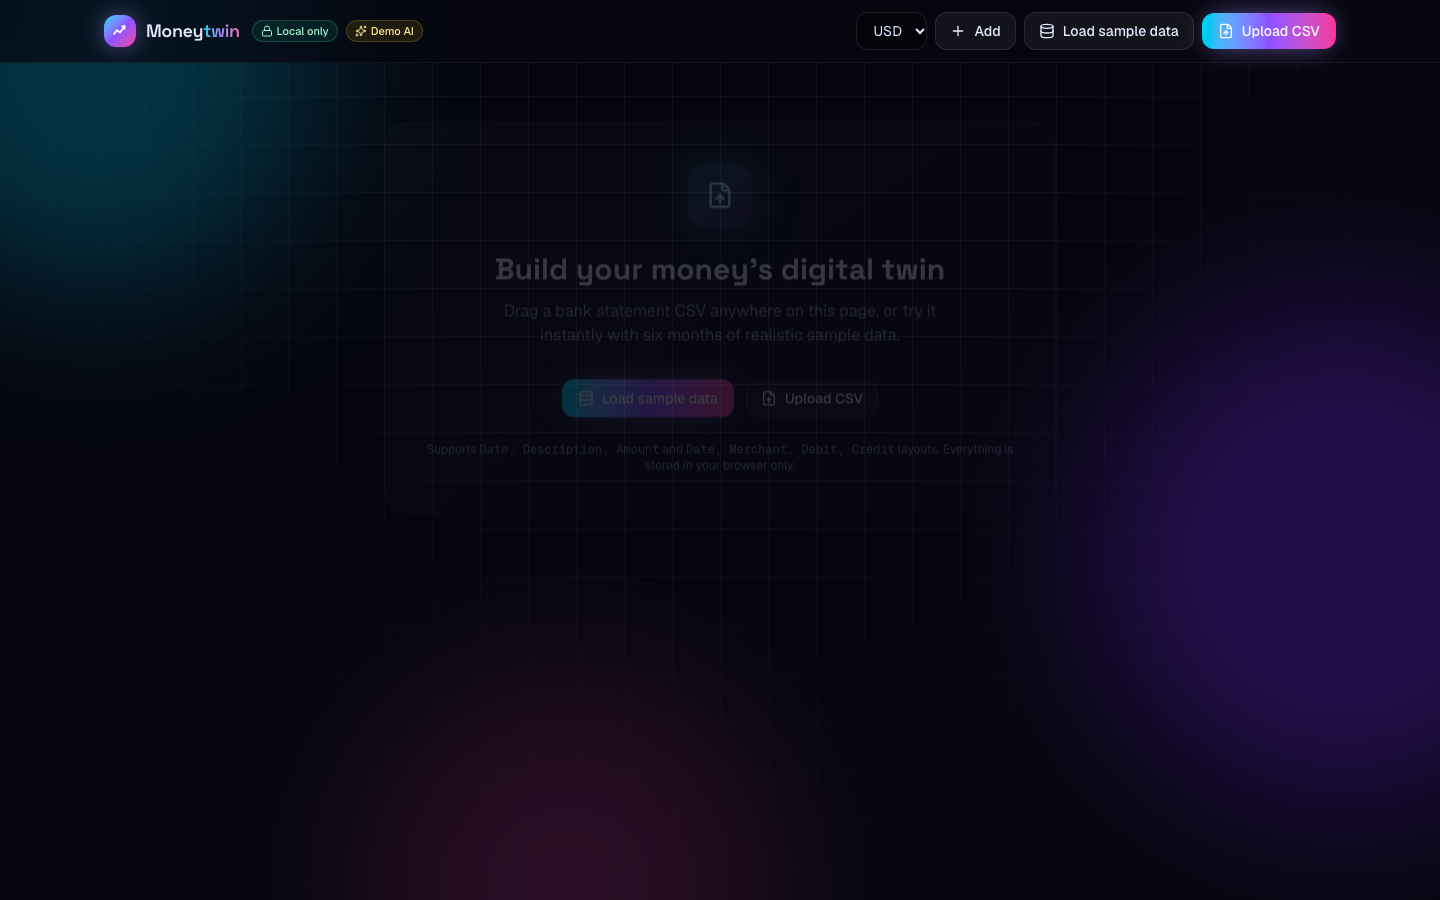 Moneytwin
Local only
Demo AI
USD
Add
Load sample data
Upload CSV
Build your money's digital twin
Drag a bank statement CSV anywhere on this page, or try it
instantly with six months of realistic sample data.
Load sample data
Upload CSV
Supports Date, Description, Amount and Date, Merchant, Debit, Credit layouts. Everything is
stored in your browser only.